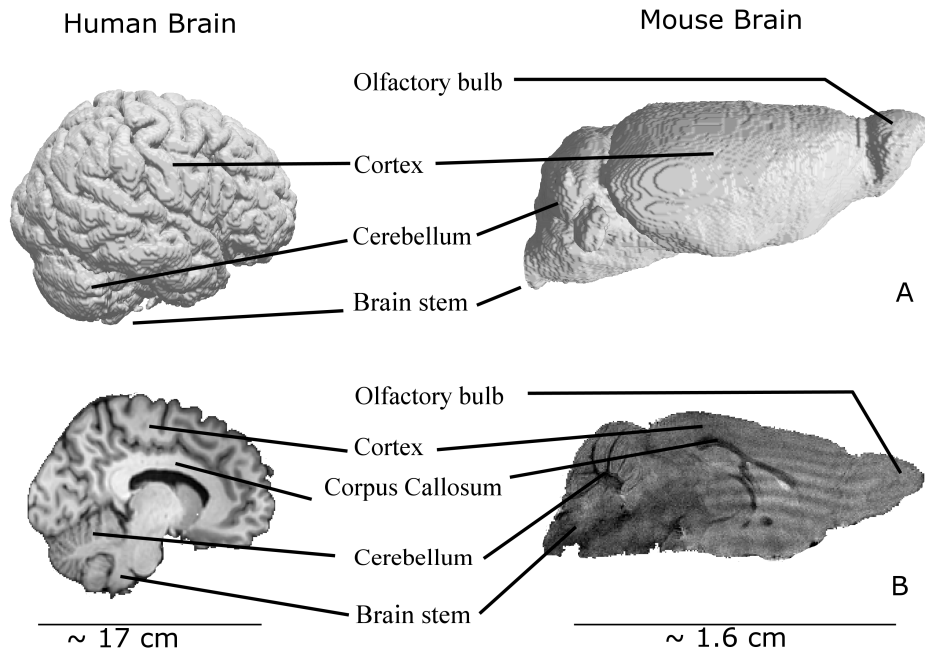 Human Brain
Mouse Brain
Olfactory bulb
Cortex
Cerebellum
Brain stem
A
Olfactory bulb
Cortex
Corpus Callosum
Cerebellum
Brain stem
B
~ 17 cm
~ 1.6 cm